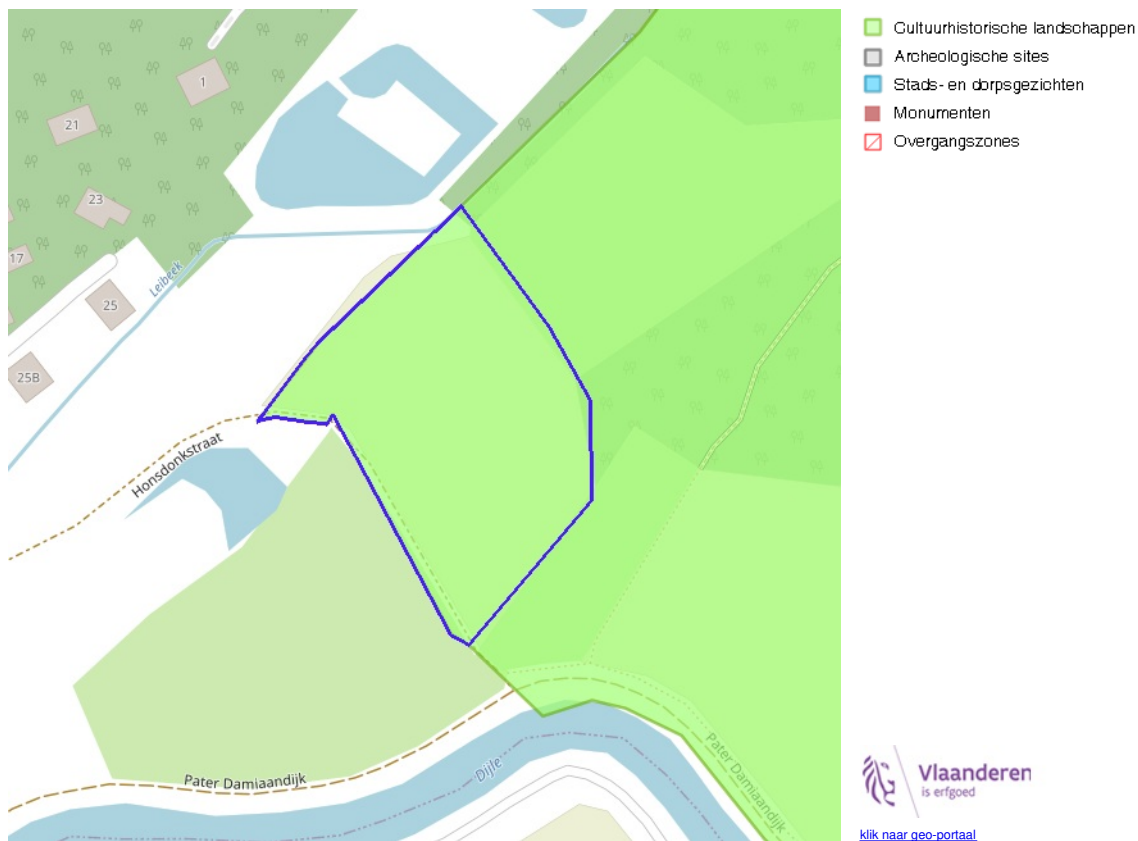 1
21
23
17
25
25B
Leibeek
Honsdonkstraat
Pater Damiaandijk
Dijle
Pater Damiaandijk
Cultuurhistorische landschappen
Archeologische sites
Stads- en dorpsgezichten
Monumenten
Overgangszones
Vlaanderen
is erfgoed
klik naar geo-portaal